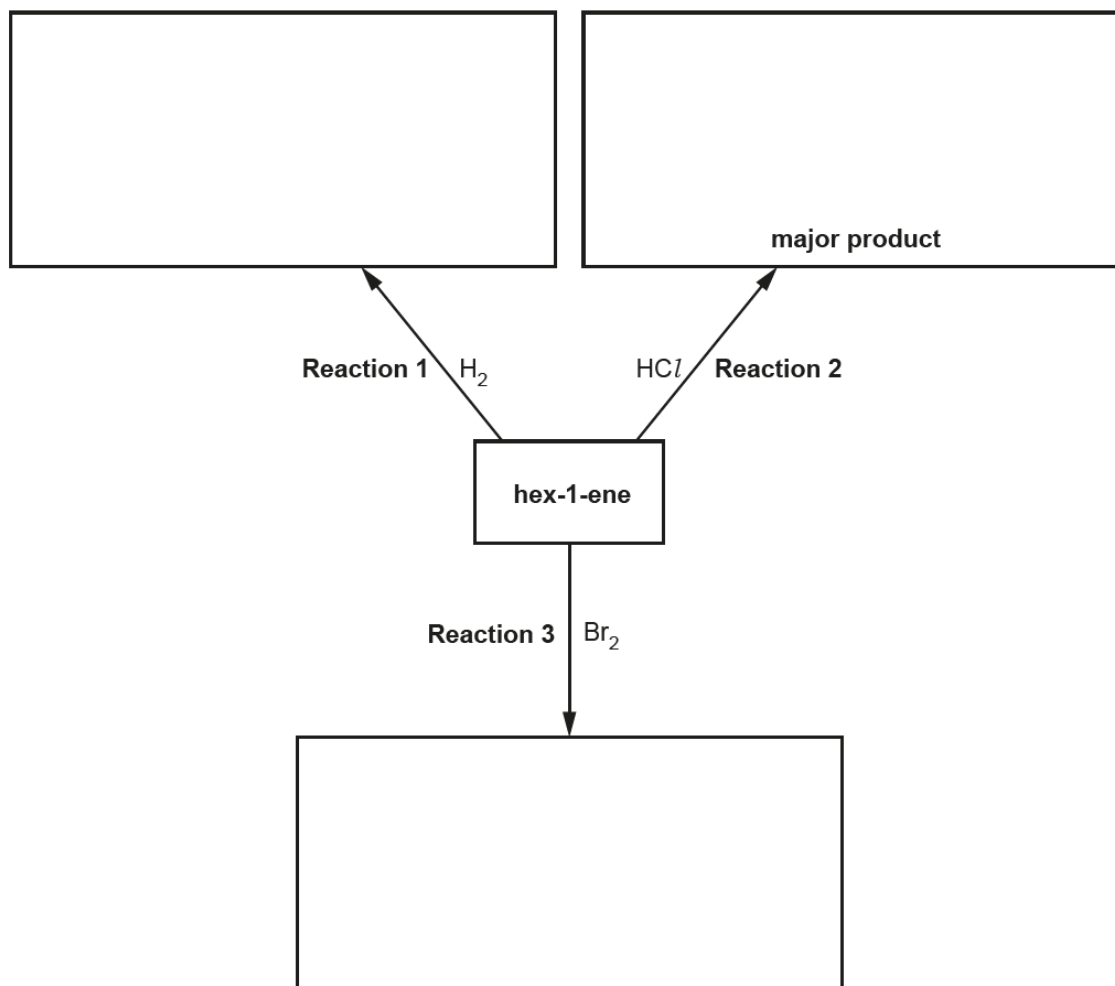 major product
Reaction 1 H₂ HCl Reaction 2
hex-1-ene
Reaction 3 Br₂